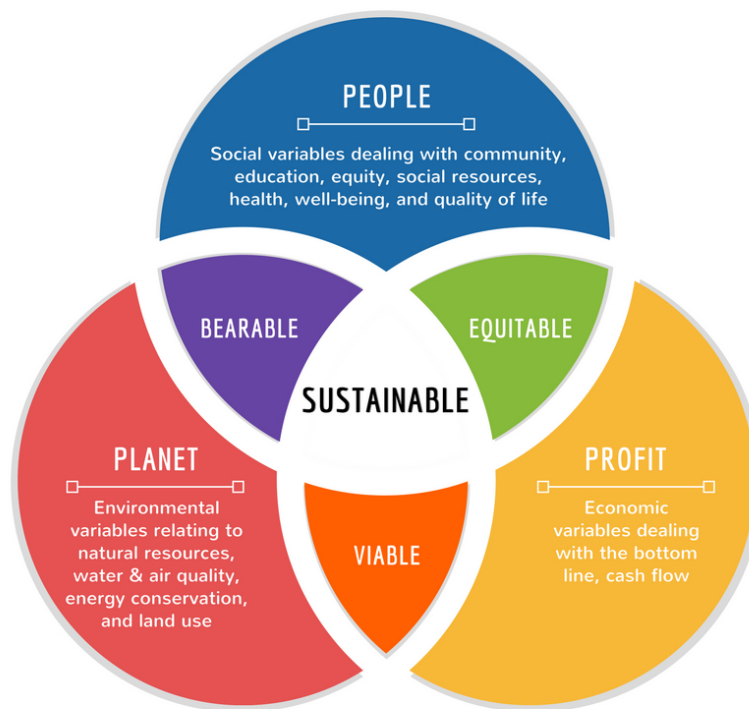 PEOPLE
Social variables dealing with community,
education, equity, social resources,
health, well-being, and quality of life
BEARABLE
EQUITABLE
SUSTAINABLE
PLANET
Environmental
variables relating to
natural resources,
water & air quality,
energy conservation,
and land use
PROFIT
Economic
variables dealing
with the bottom
line, cash flow
VIABLE